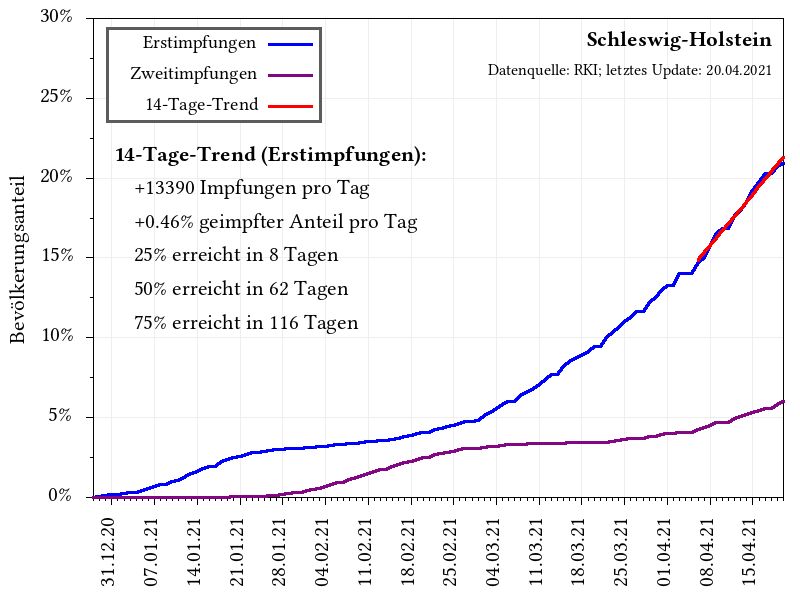 30%
25%
20%
15%
10%
5%
0%
Bevölkerungsanteil
Erstimpfungen
Zweitimpfungen
14-Tage-Trend
Schleswig-Holstein
Datenquelle: RKI; letztes Update: 20.04.2021
14-Tage-Trend (Erstimpfungen):
+13390 Impfungen pro Tag
+0.46% geimpfter Anteil pro Tag
25% erreicht in 8 Tagen
50% erreicht in 62 Tagen
75% erreicht in 116 Tagen
31.12.20
07.01.21
14.01.21
21.01.21
28.01.21
04.02.21
11.02.21
18.02.21
25.02.21
04.03.21
11.03.21
18.03.21
25.03.21
01.04.21
08.04.21
15.04.21